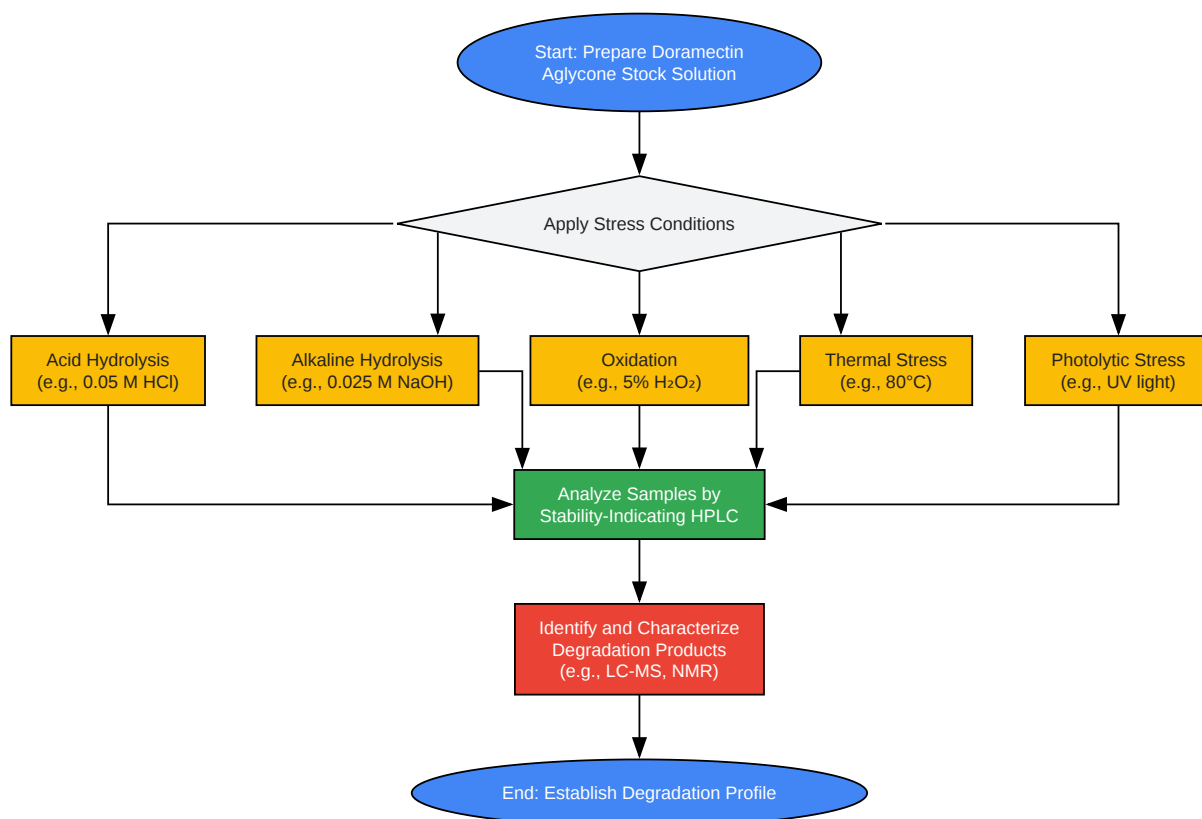 Start: Prepare Doramectin
Aglycone Stock Solution
Apply Stress Conditions
Acid Hydrolysis
(e.g., 0.05 M HCl)
Alkaline Hydrolysis
(e.g., 0.025 M NaOH)
Oxidation
(e.g., 5% H₂O₂)
Thermal Stress
(e.g., 80°C)
Photolytic Stress
(e.g., UV light)
Analyze Samples by
Stability-Indicating HPLC
Identify and Characterize
Degradation Products
(e.g., LC-MS, NMR)
End: Establish Degradation Profile